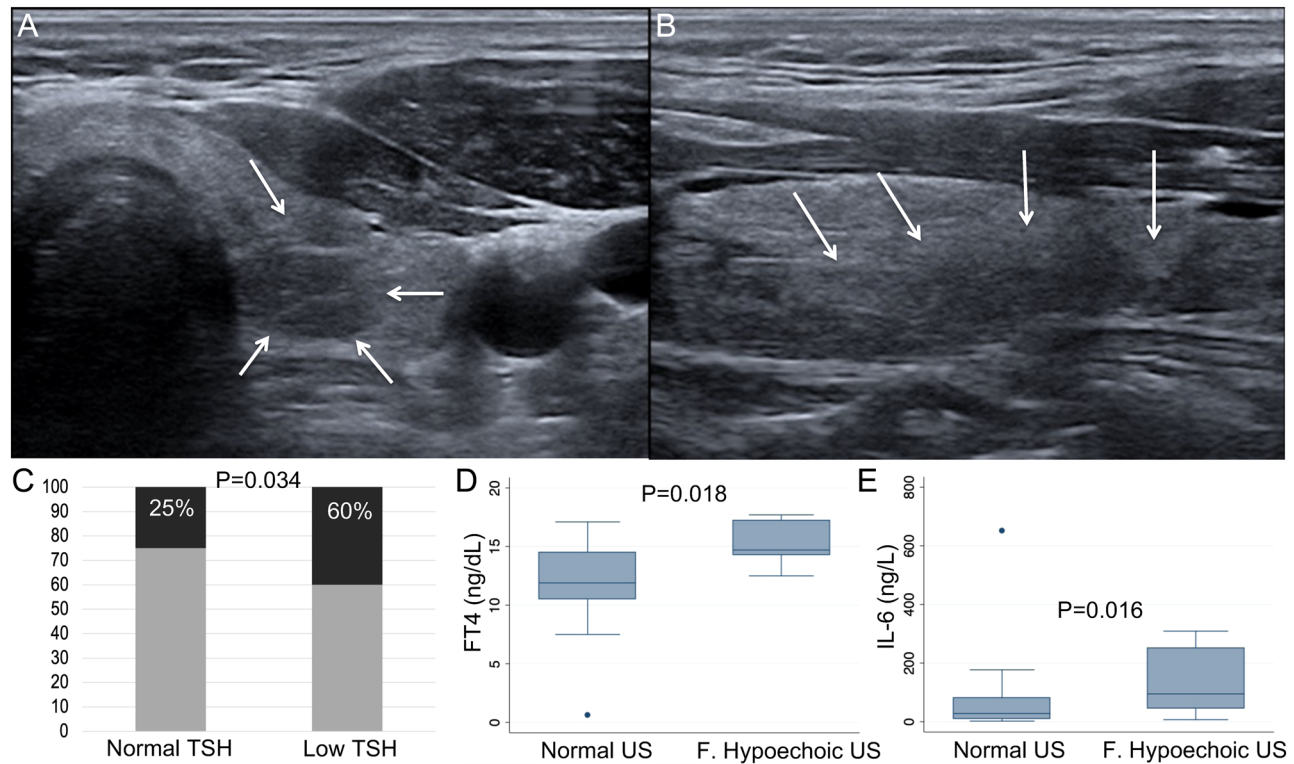 A
B
C
P=0.034
100
90
80
70
60
50
40
30
20
10
0
25%
60%
Normal TSH
Low TSH
D
P=0.018
FT4 (ng/dL)
20
15
10
5
0
Normal US
F. Hypoechoic US
E
P=0.016
IL-6 (ng/L)
800
600
400
200
0
Normal US
F. Hypoechoic US